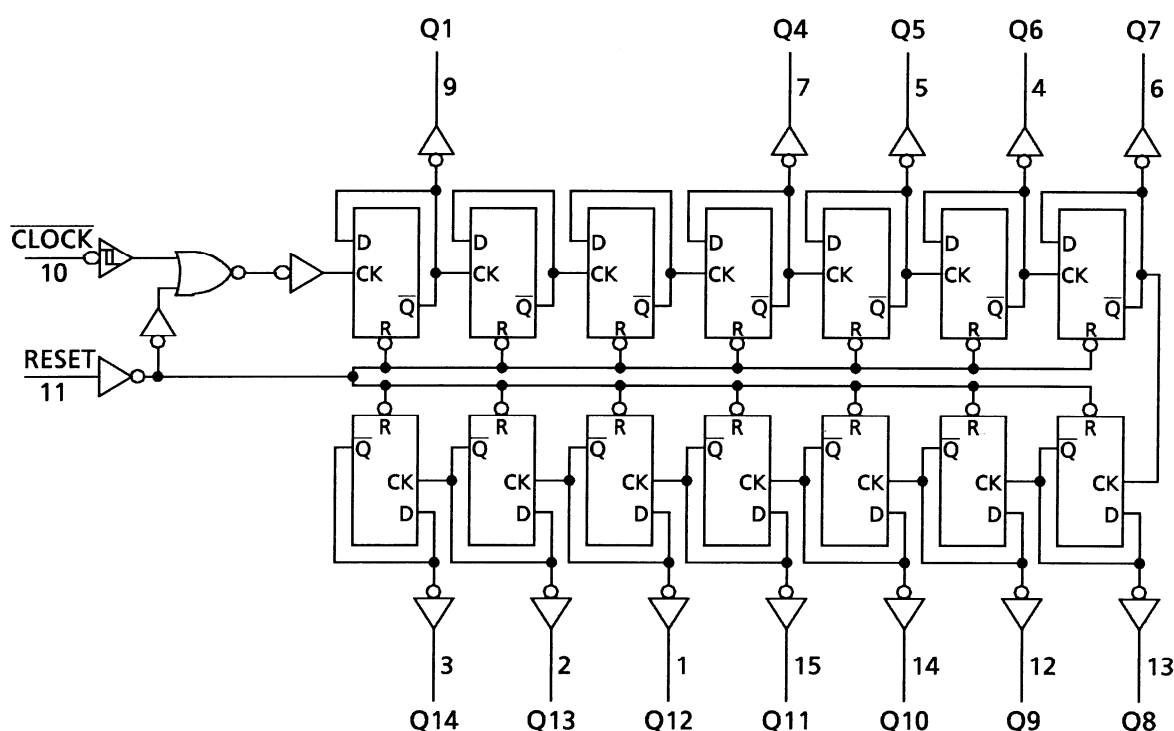 Q1 Q4 Q5 Q6 Q7
9 7 5 4 6
CLOCK
10
D D D D D D D
CK CK CK CK CK CK CK
Q̅ Q̅ Q̅ Q̅ Q̅ Q̅ Q̅
R R R R R R R
RESET
11
R R R R R R R
Q̅ Q̅ Q̅ Q̅ Q̅ Q̅ Q̅
CK CK CK CK CK CK CK
D D D D D D D
3 2 1 15 14 12 13
Q14 Q13 Q12 Q11 Q10 Q9 Q8